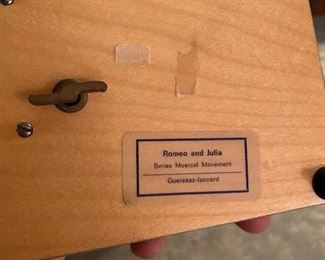 Romeo and Julia
Swiss Musical Movement
Gueissaz-Jaccard